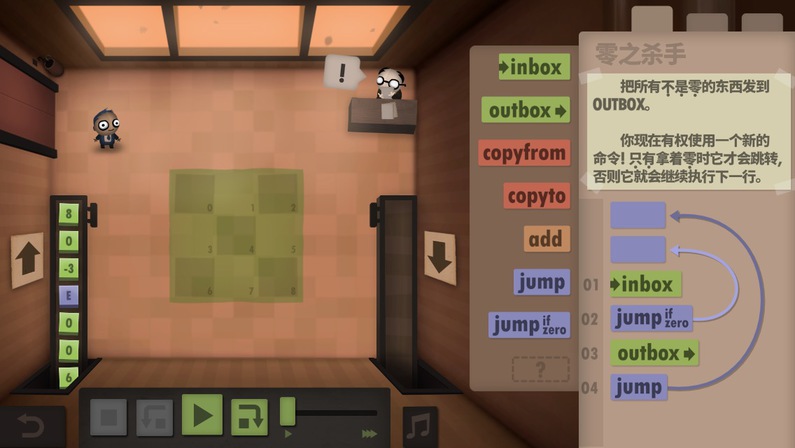 零之杀手
把所有不是零的东西发到
OUTBOX。
你现在有权使用一个新的
命令! 只有拿着零时它才会跳转,
否则它就会继续执行下一行。
inbox
outbox
copyfrom
copyto
add
jump
jump if zero
?
01 inbox
02 jump if zero
03 outbox
04 jump
!
8
0
-3
E
0
0
6
0 1 2
3 4 5
6 7 8